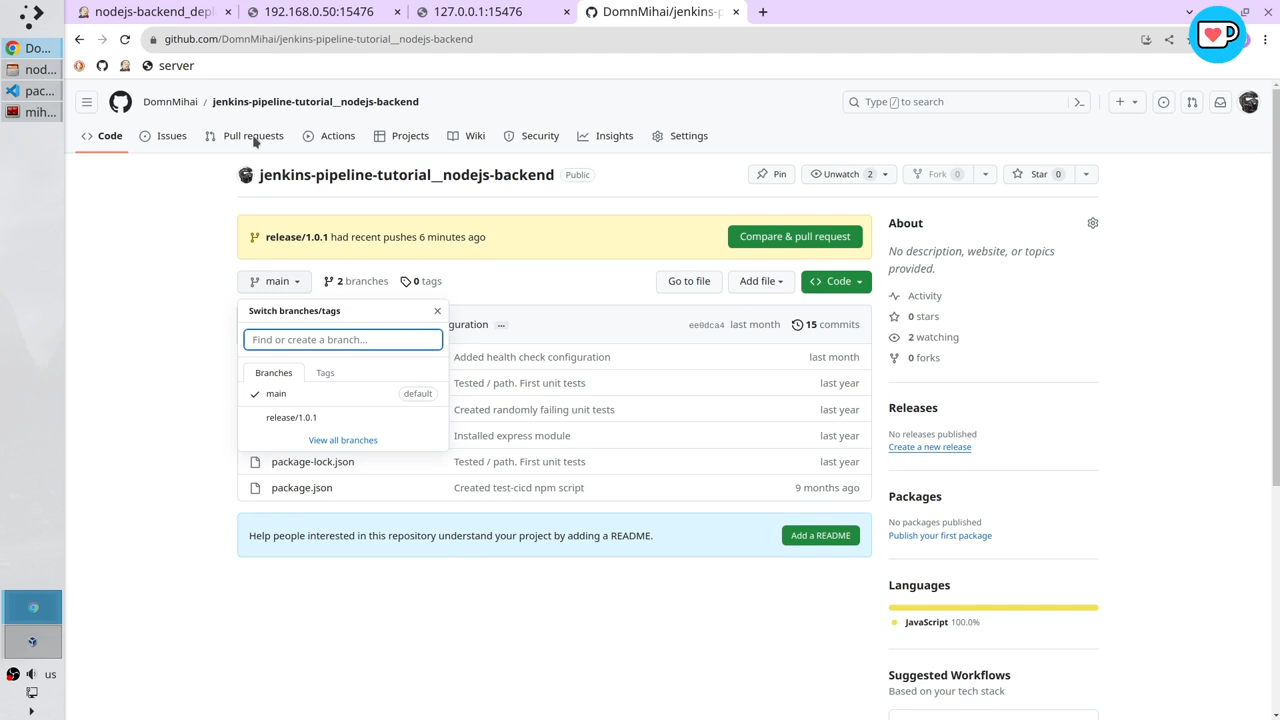 nodejs-backend_depl
192.168.0.50:15476
127.0.0.1:15476
DomnMihai/jenkins-p
Do...
nod...
pac...
mih...
us
github.com/DomnMihai/jenkins-pipeline-tutorial__nodejs-backend
server
DomnMihai / jenkins-pipeline-tutorial__nodejs-backend
Type / to search
Code
Issues
Pull requests
Actions
Projects
Wiki
Security
Insights
Settings
jenkins-pipeline-tutorial__nodejs-backend
Public
Pin
Unwatch 2
Fork 0
Star 0
release/1.0.1 had recent pushes 6 minutes ago
Compare & pull request
main
2 branches
0 tags
Go to file
Add file
Code
Switch branches/tags
Find or create a branch...
Branches
Tags
main
default
release/1.0.1
View all branches
guration ...
ee0dca4 last month
15 commits
Added health check configuration
last month
Tested / path. First unit tests
last year
Created randomly failing unit tests
last year
Installed express module
last year
package-lock.json
Tested / path. First unit tests
last year
package.json
Created test-cicd npm script
9 months ago
Help people interested in this repository understand your project by adding a README.
Add a README
About
No description, website, or topics
provided.
Activity
0 stars
2 watching
0 forks
Releases
No releases published
Create a new release
Packages
No packages published
Publish your first package
Languages
JavaScript 100.0%
Suggested Workflows
Based on your tech stack